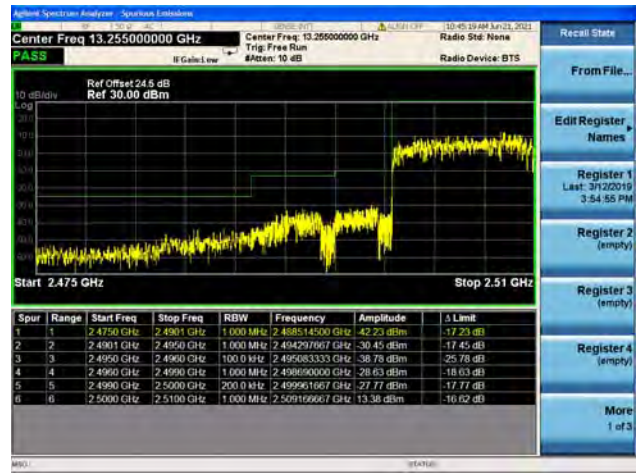 Agilent Spectrum Analyzer - Spurious Emissions
RF 50 Ω AC SENSE:INT ALIGN OFF 10:45:19 AM Jun 21, 2021
Center Freq 13.255000000 GHz Center Freq: 13.255000000 GHz Radio Std: None
PASS Trig: Free Run
IFGain:Low #Atten: 10 dB Radio Device: BTS
Ref Offset 24.5 dB
10 dB/div Ref 30.00 dBm
Log
Start 2.475 GHz Stop 2.51 GHz
Spur Range Start Freq Stop Freq RBW Frequency Amplitude Δ Limit
1 1 2.4750 GHz 2.4901 GHz 1.000 MHz 2.488514500 GHz -42.23 dBm -17.23 dB
2 2 2.4901 GHz 2.4950 GHz 1.000 MHz 2.494297667 GHz -30.45 dBm -17.45 dB
3 3 2.4950 GHz 2.4960 GHz 100.0 kHz 2.495083333 GHz -38.78 dBm -25.78 dB
4 4 2.4960 GHz 2.4990 GHz 1.000 MHz 2.498690000 GHz -28.63 dBm -18.63 dB
5 5 2.4990 GHz 2.5000 GHz 200.0 kHz 2.499961667 GHz -27.77 dBm -17.77 dB
6 6 2.5000 GHz 2.5100 GHz 1.000 MHz 2.509166667 GHz 13.38 dBm -16.62 dB
MSG STATUS
Recall State
From File...
Edit Register
Names
Register 1
Last: 3/12/2019
3:54:55 PM
Register 2
(empty)
Register 3
(empty)
Register 4
(empty)
More
1 of 3